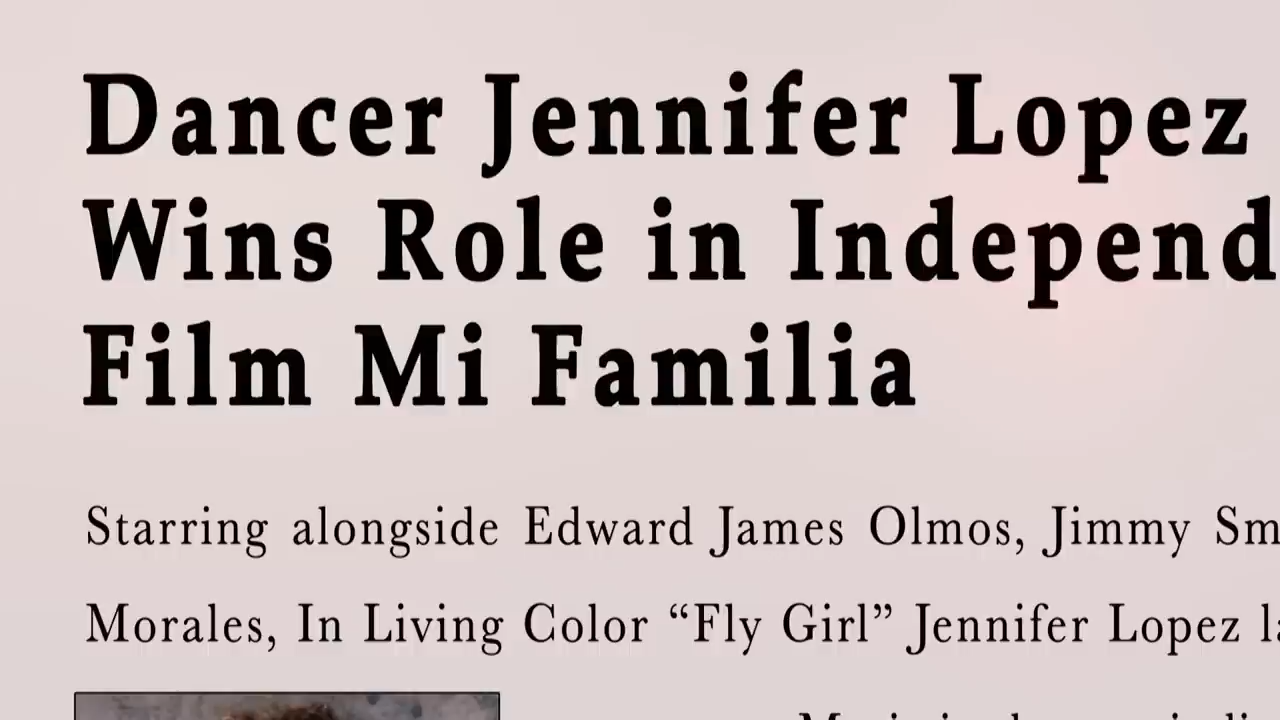 Dancer Jennifer Lopez
Wins Role in Independ
Film Mi Familia
Starring alongside Edward James Olmos, Jimmy Sm
Morales, In Living Color “Fly Girl” Jennifer Lopez la